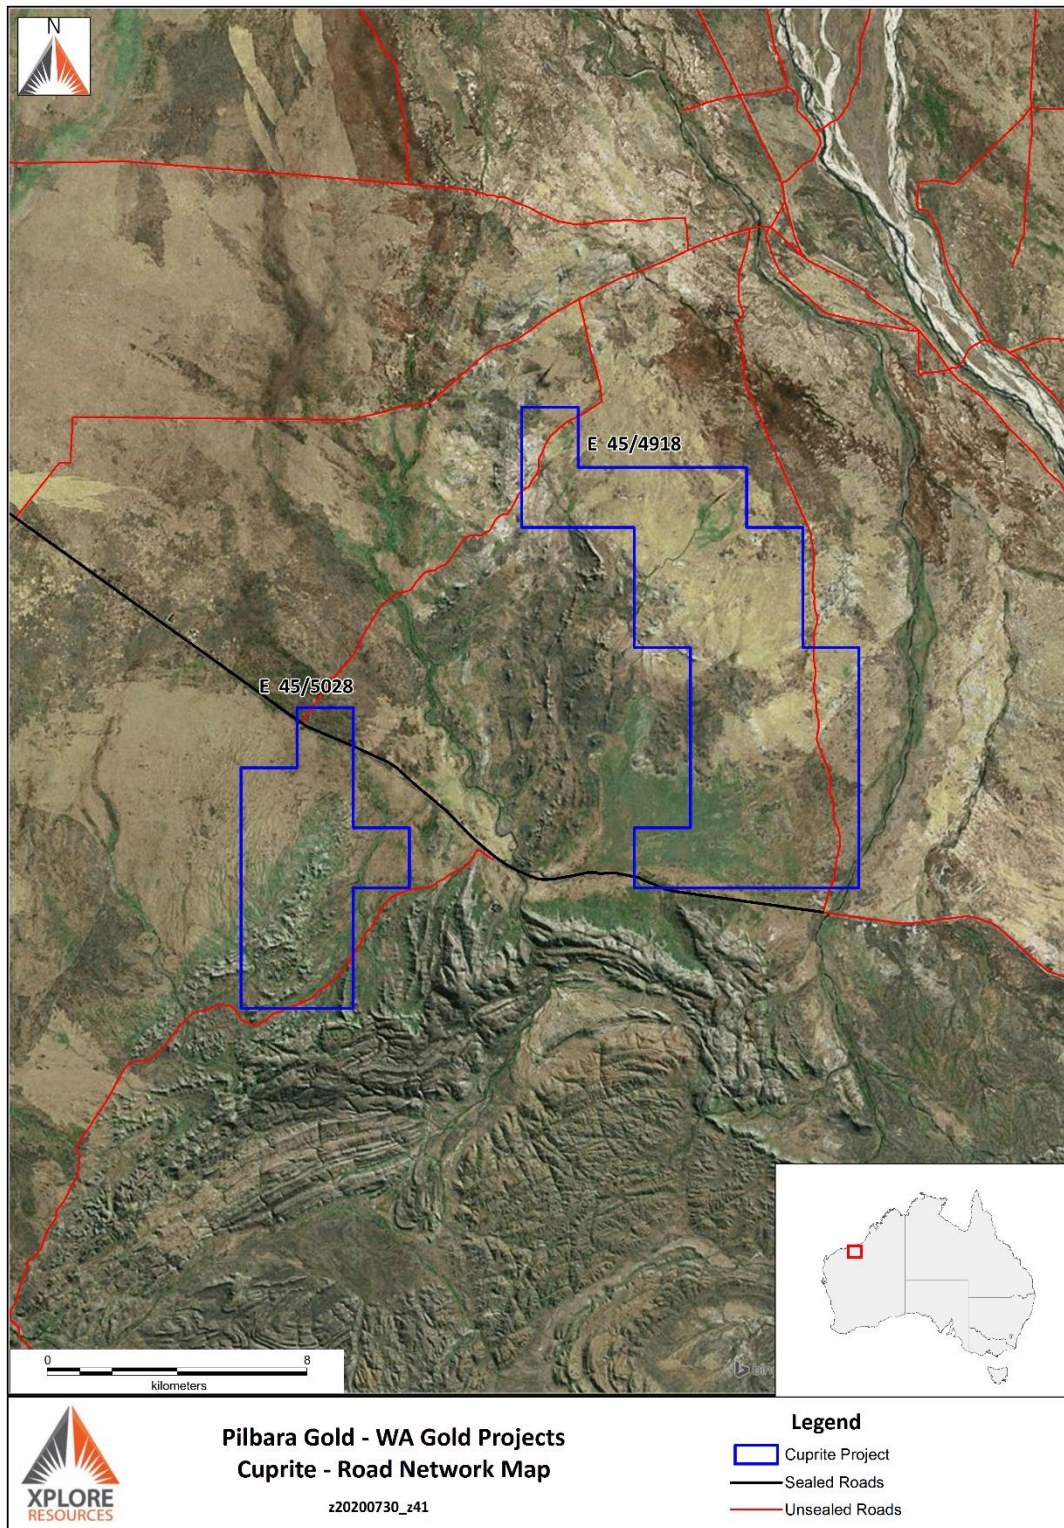 N
E 45/4918
E 45/5028
0 8
kilometers
bing
XPLORE
RESOURCES
Pilbara Gold - WA Gold Projects
Cuprite - Road Network Map
z20200730_z41
Legend
Cuprite Project
Sealed Roads
Unsealed Roads